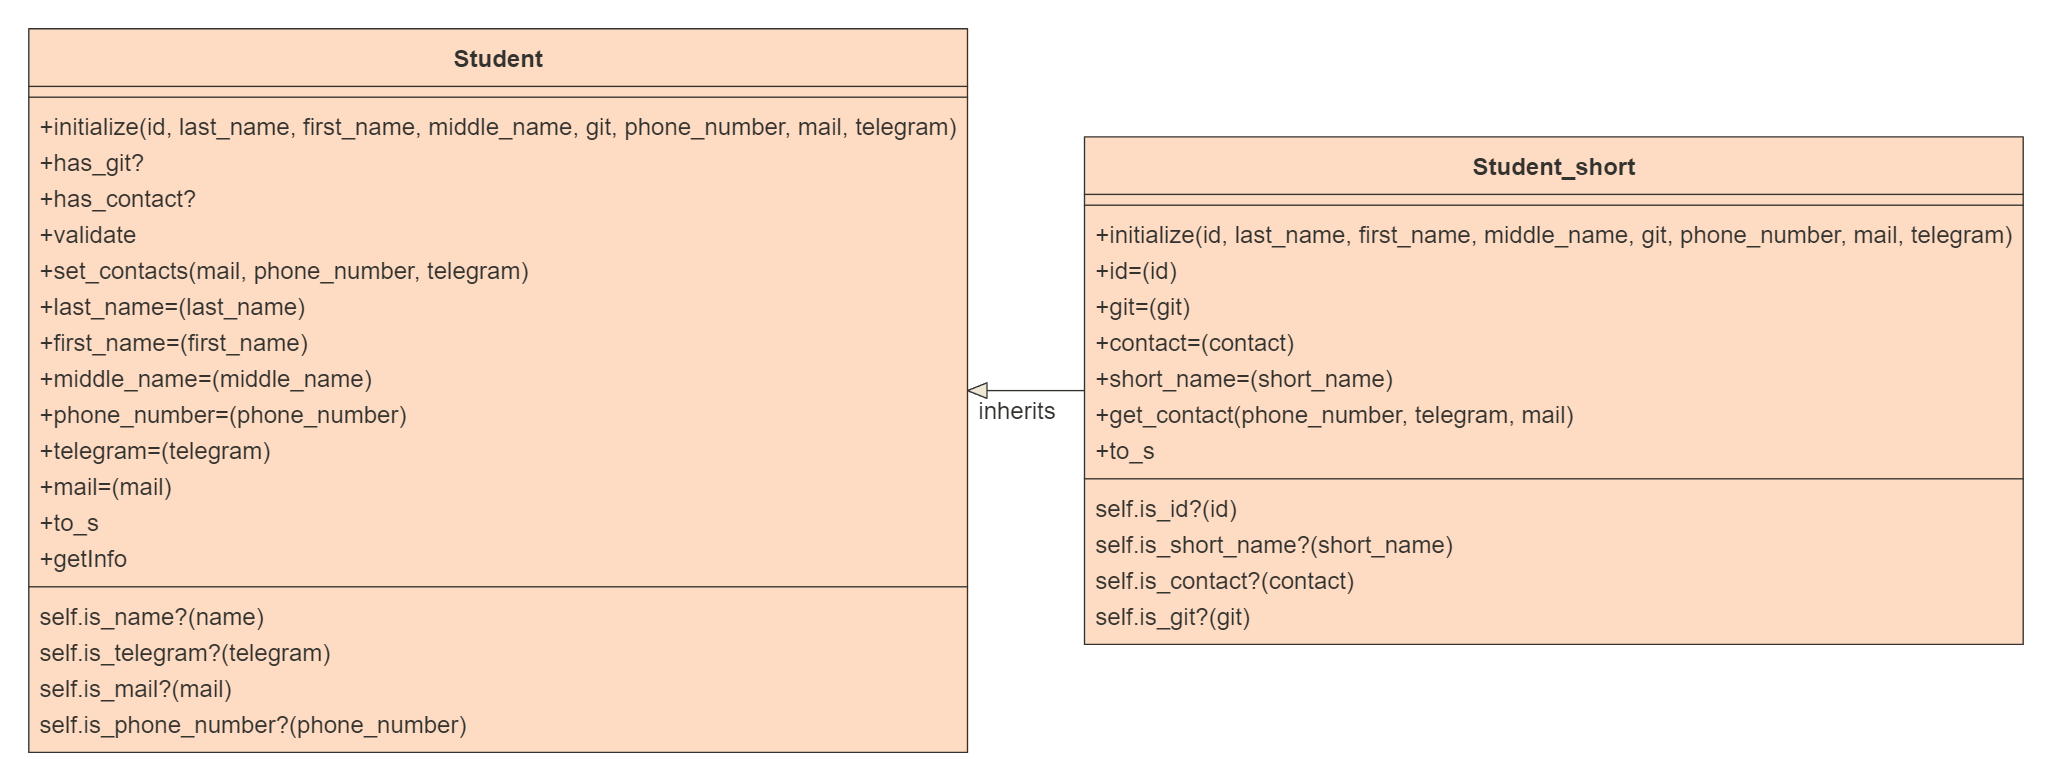 Student
+initialize(id, last_name, first_name, middle_name, git, phone_number, mail, telegram)
+has_git?
+has_contact?
+validate
+set_contacts(mail, phone_number, telegram)
+last_name=(last_name)
+first_name=(first_name)
+middle_name=(middle_name)
+phone_number=(phone_number)
+telegram=(telegram)
+mail=(mail)
+to_s
+getInfo
self.is_name?(name)
self.is_telegram?(telegram)
self.is_mail?(mail)
self.is_phone_number?(phone_number)
inherits
Student_short
+initialize(id, last_name, first_name, middle_name, git, phone_number, mail, telegram)
+id=(id)
+git=(git)
+contact=(contact)
+short_name=(short_name)
+get_contact(phone_number, telegram, mail)
+to_s
self.is_id?(id)
self.is_short_name?(short_name)
self.is_contact?(contact)
self.is_git?(git)